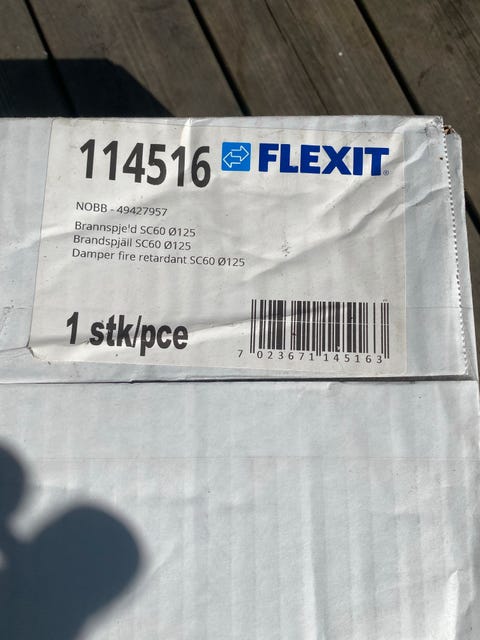 114516 FLEXIT®
NOBB - 49427957
Brannspje'd SC60 Ø125
Brandspjäll SC60 Ø125
Damper fire retardant SC60 Ø125
1 stk/pce
7 023671 145163